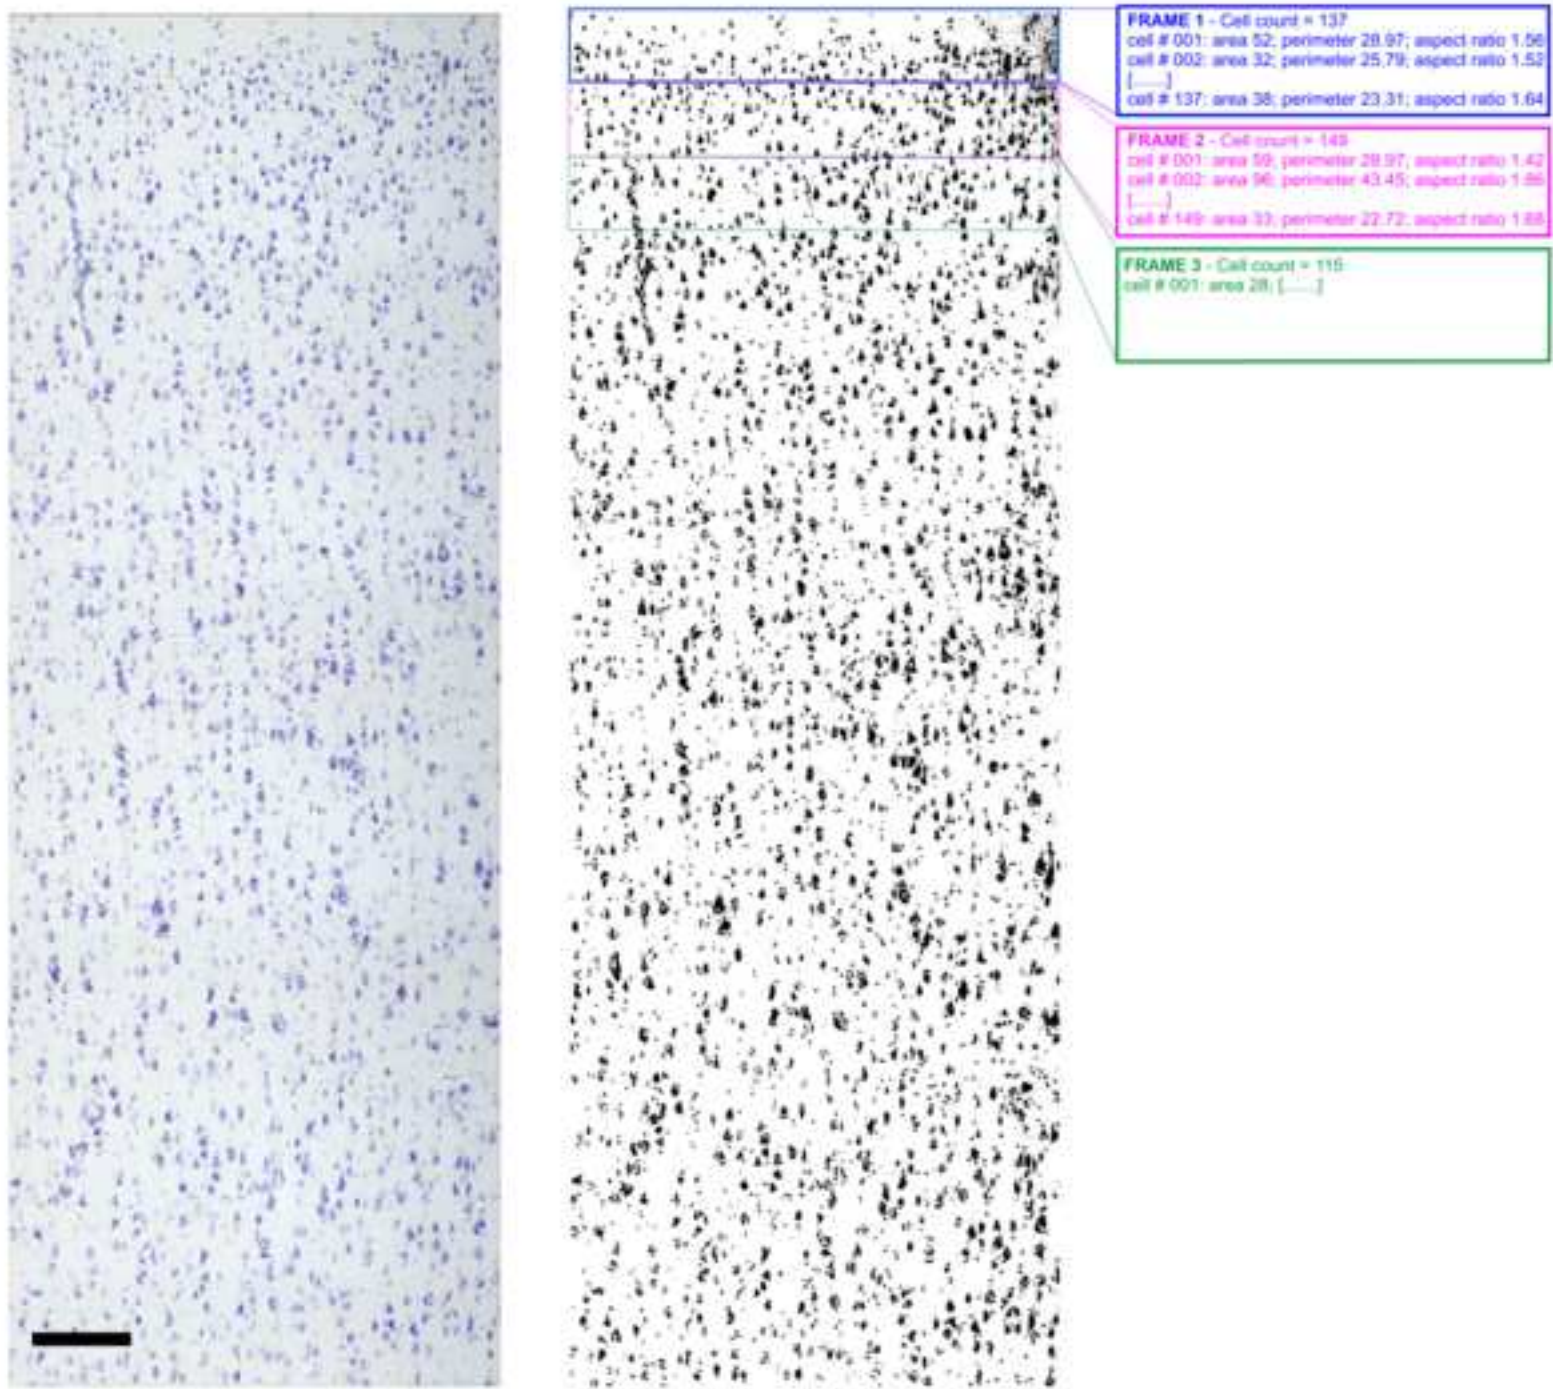 FRAME 1 - Cell count = 137
cell # 001: area 52; perimeter 28.97; aspect ratio 1.56
cell # 002: area 32; perimeter 25.79; aspect ratio 1.52
[......]
cell # 137: area 38; perimeter 23.31; aspect ratio 1.64
FRAME 2 - Cell count = 149
cell # 001: area 59; perimeter 28.97; aspect ratio 1.42
cell # 002: area 96; perimeter 43.45; aspect ratio 1.86
[......]
cell # 149: area 33; perimeter 22.72; aspect ratio 1.68
FRAME 3 - Cell count = 115
cell # 001: area 28; [......]